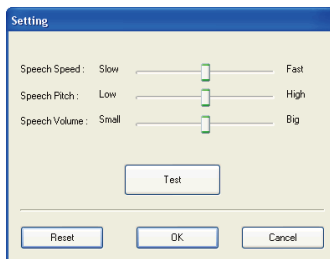 Setting
Speech Speed : Slow Fast
Speech Pitch : Low High
Speech Volume : Small Big
Test
Reset OK Cancel